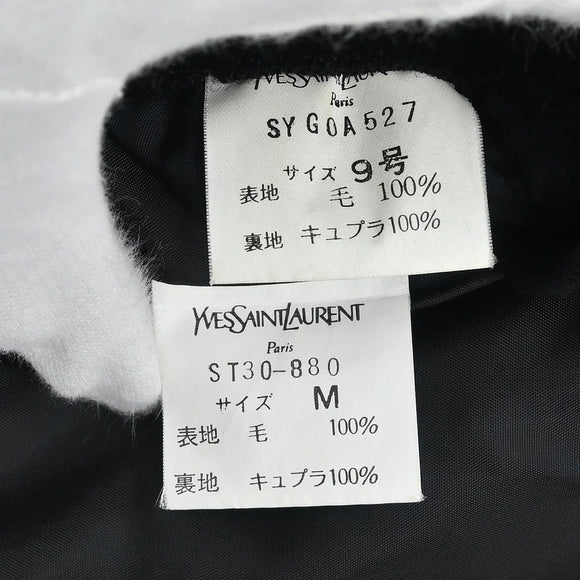 YVESSAINTLAURENT
Paris
SYGOA527
サイズ 9号
表地 毛 100%
裏地 キュプラ100%
YVESSAINTLAURENT
Paris
ST30-880
サイズ M
表地 毛 100%
裏地 キュプラ100%